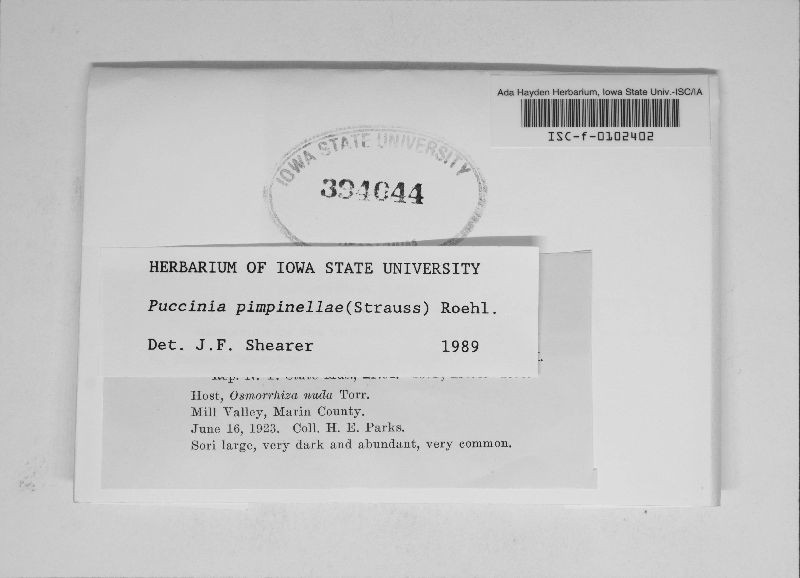 Ada Hayden Herbarium, Iowa State Univ.-ISC/IA
ISC-f-0102402
IOWA STATE UNIVERSITY
394044
HERBARIUM OF IOWA STATE UNIVERSITY
Puccinia pimpinellae(Strauss) Roehl.
Det. J.F. Shearer 1989
Host, Osmorrhiza nuda Torr.
Mill Valley, Marin County.
June 16, 1923. Coll. H. E. Parks.
Sori large, very dark and abundant, very common.